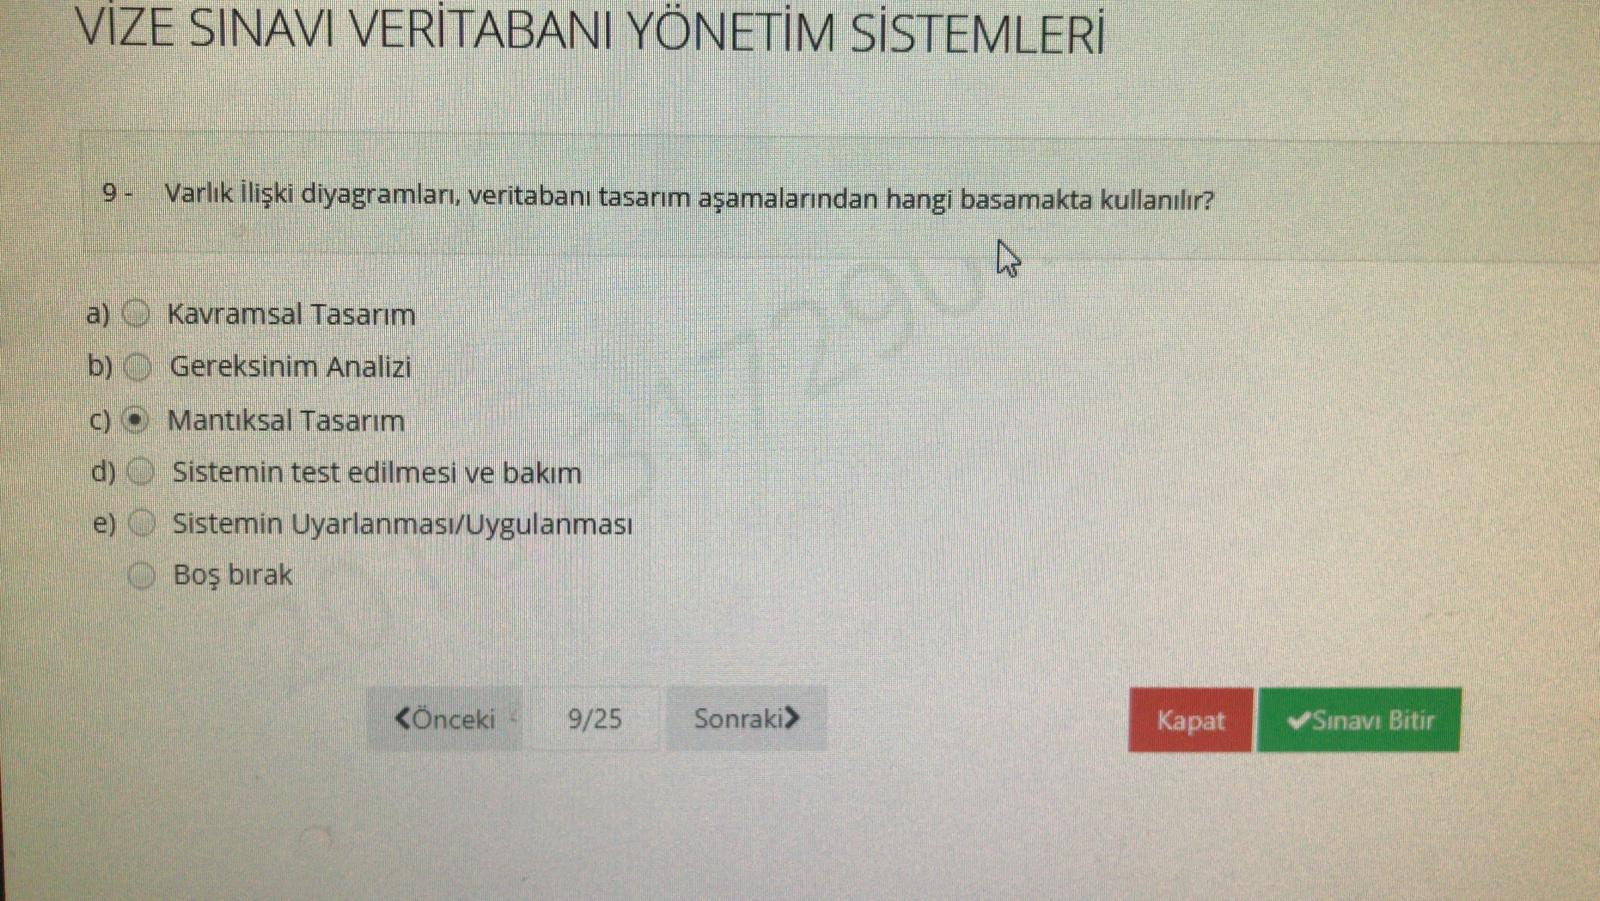 VİZE SINAVI VERİTABANI YÖNETİM SİSTEMLERİ
9 - Varlık İlişki diyagramları, veritabanı tasarım aşamalarından hangi basamakta kullanılır?
a) Kavramsal Tasarım
b) Gereksinim Analizi
c) Mantıksal Tasarım
d) Sistemin test edilmesi ve bakım
e) Sistemin Uyarlanması/Uygulanması
Boş bırak
Önceki 9/25 Sonraki Kapat Sınavı Bitir